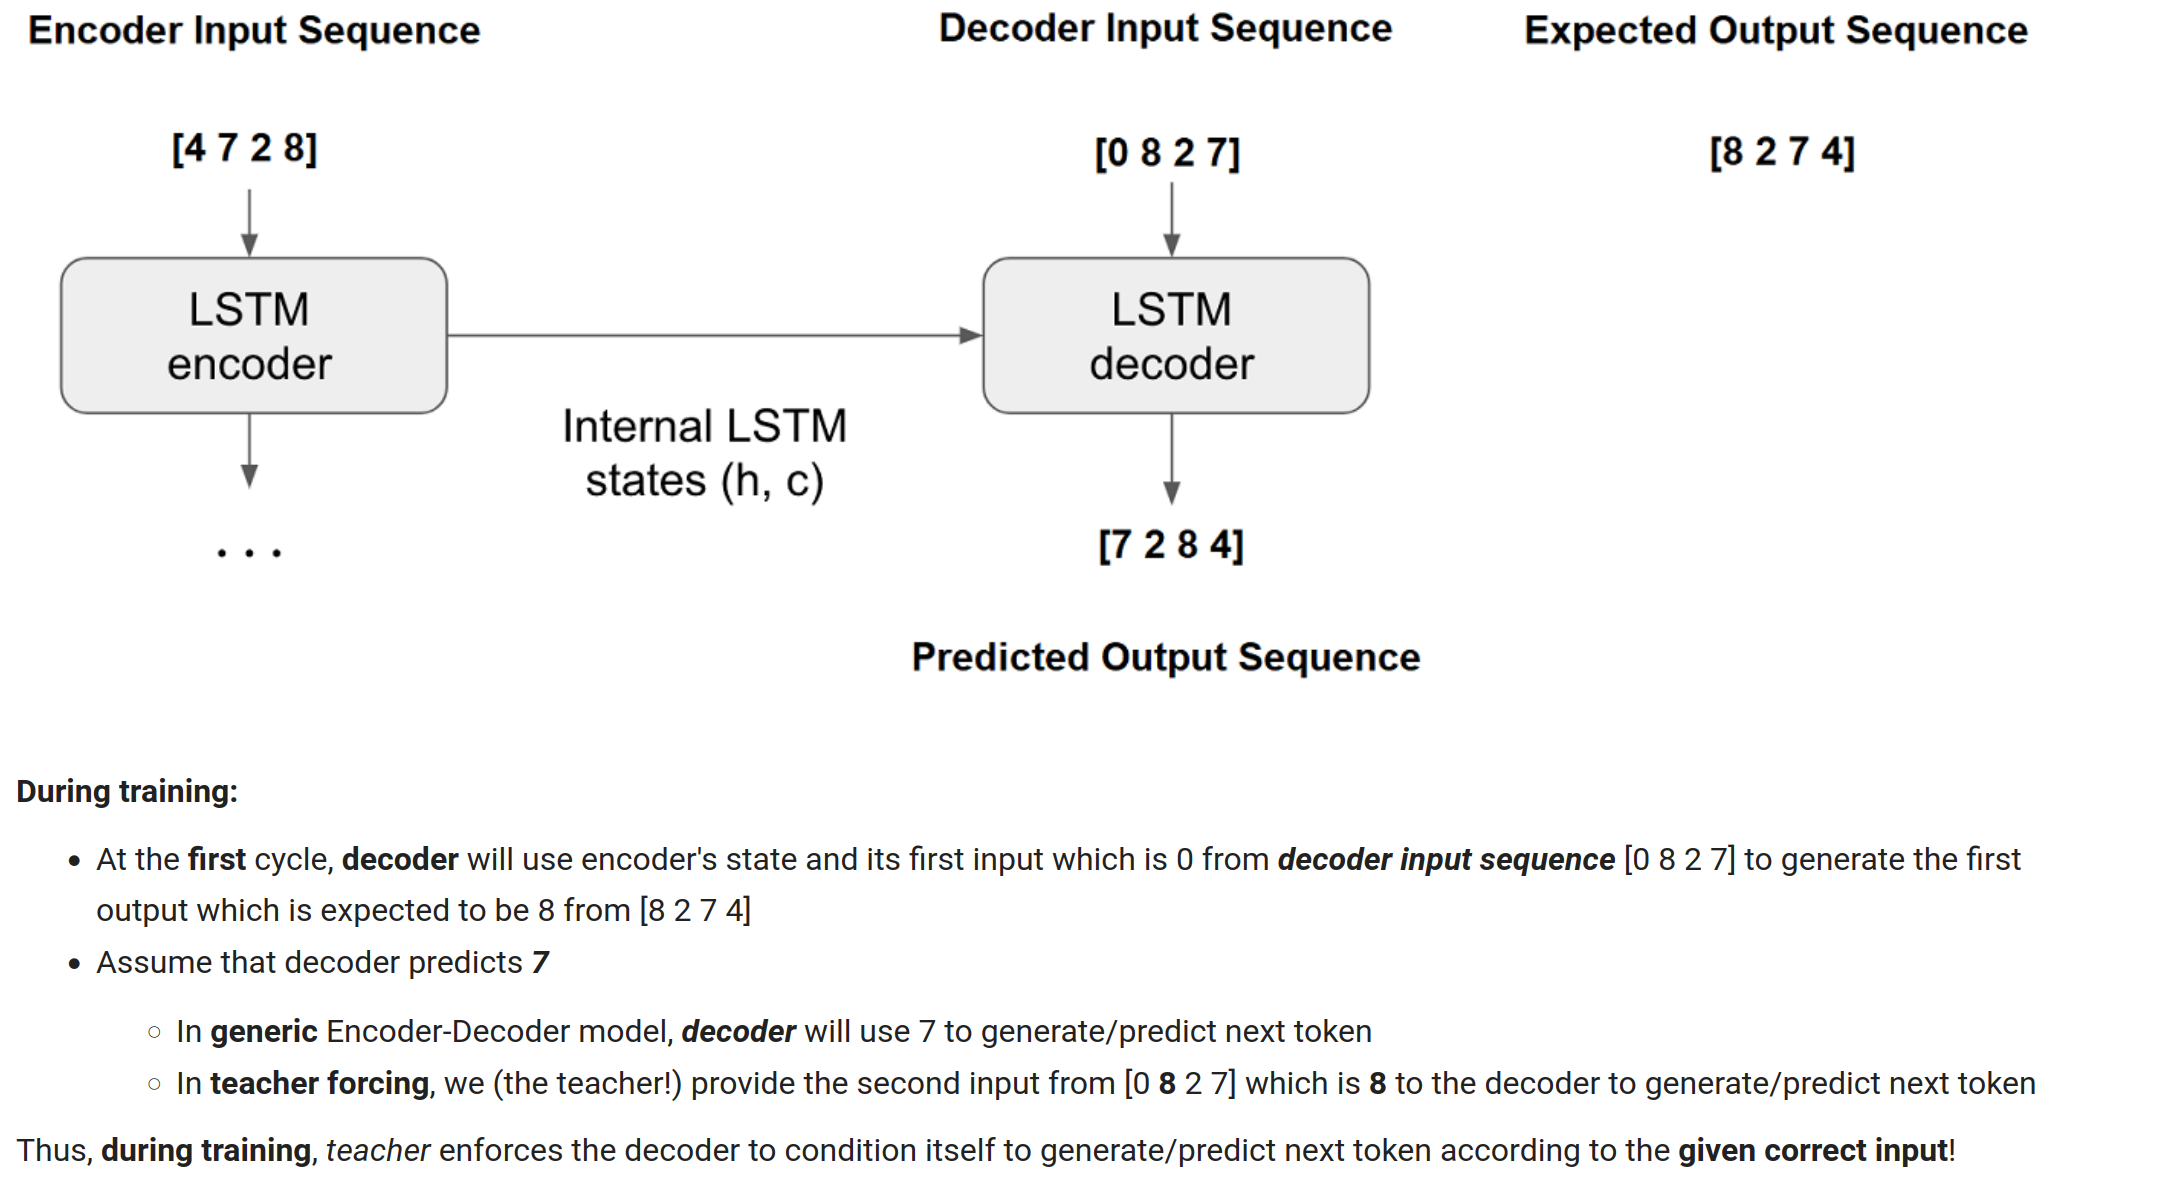 Encoder Input Sequence
Decoder Input Sequence
Expected Output Sequence
[4 7 2 8]
[0 8 2 7]
[8 2 7 4]
LSTM
encoder
LSTM
decoder
Internal LSTM
states (h, c)
. . .
[7 2 8 4]
Predicted Output Sequence
During training:
• At the first cycle, decoder will use encoder's state and its first input which is 0 from decoder input sequence [0 8 2 7] to generate the first
output which is expected to be 8 from [8 2 7 4]
• Assume that decoder predicts 7
○ In generic Encoder-Decoder model, decoder will use 7 to generate/predict next token
○ In teacher forcing, we (the teacher!) provide the second input from [0 8 2 7] which is 8 to the decoder to generate/predict next token
Thus, during training, teacher enforces the decoder to condition itself to generate/predict next token according to the given correct input!